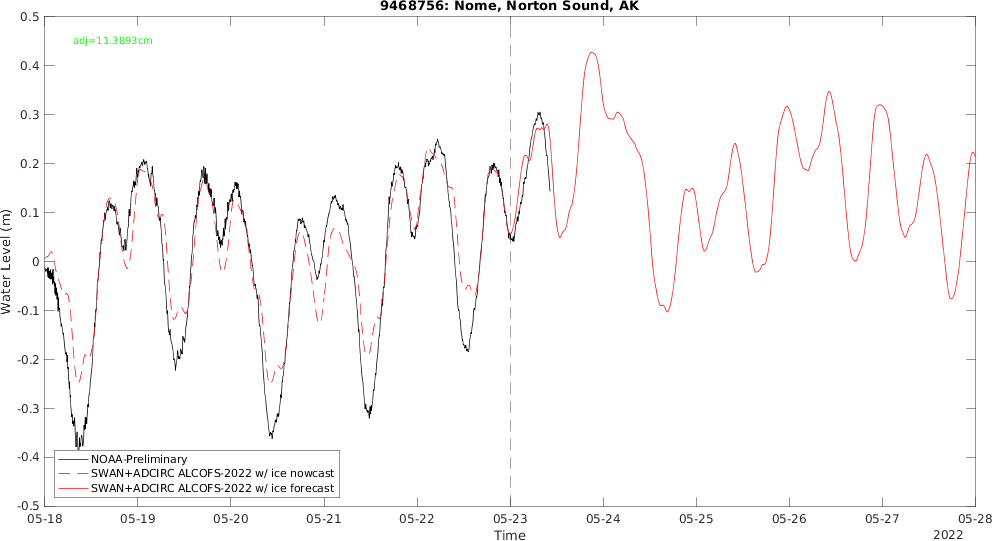 9468756: Nome, Norton Sound, AK
adj=11.3893cm
Water Level (m)
0.5
0.4
0.3
0.2
0.1
0
-0.1
-0.2
-0.3
-0.4
-0.5
NOAA-Preliminary
SWAN+ADCIRC ALCOFS-2022 w/ ice nowcast
SWAN+ADCIRC ALCOFS-2022 w/ ice forecast
05-18 05-19 05-20 05-21 05-22 05-23 05-24 05-25 05-26 05-27 05-28
Time
2022